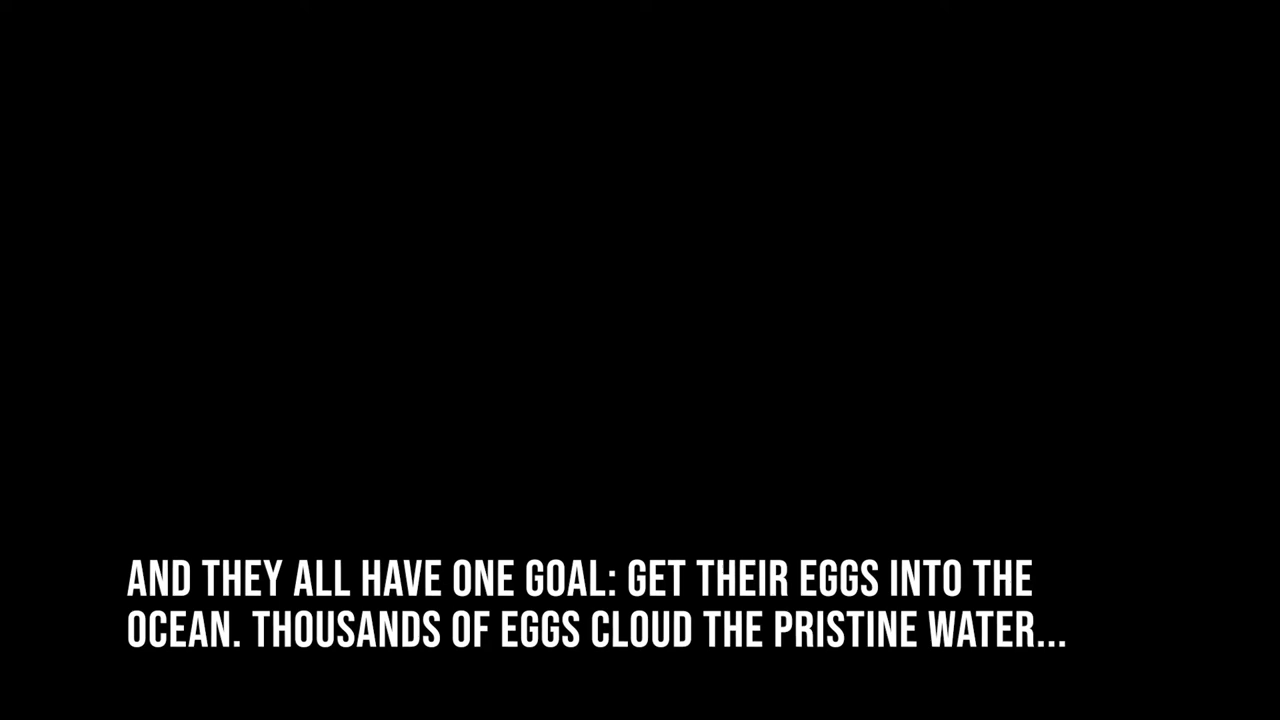 AND THEY ALL HAVE ONE GOAL: GET THEIR EGGS INTO THE
OCEAN. THOUSANDS OF EGGS CLOUD THE PRISTINE WATER...